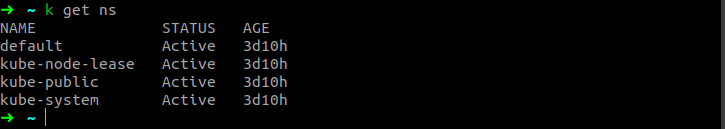 ➜ ~ k get ns
NAME              STATUS   AGE
default           Active   3d10h
kube-node-lease   Active   3d10h
kube-public       Active   3d10h
kube-system       Active   3d10h
➜ ~